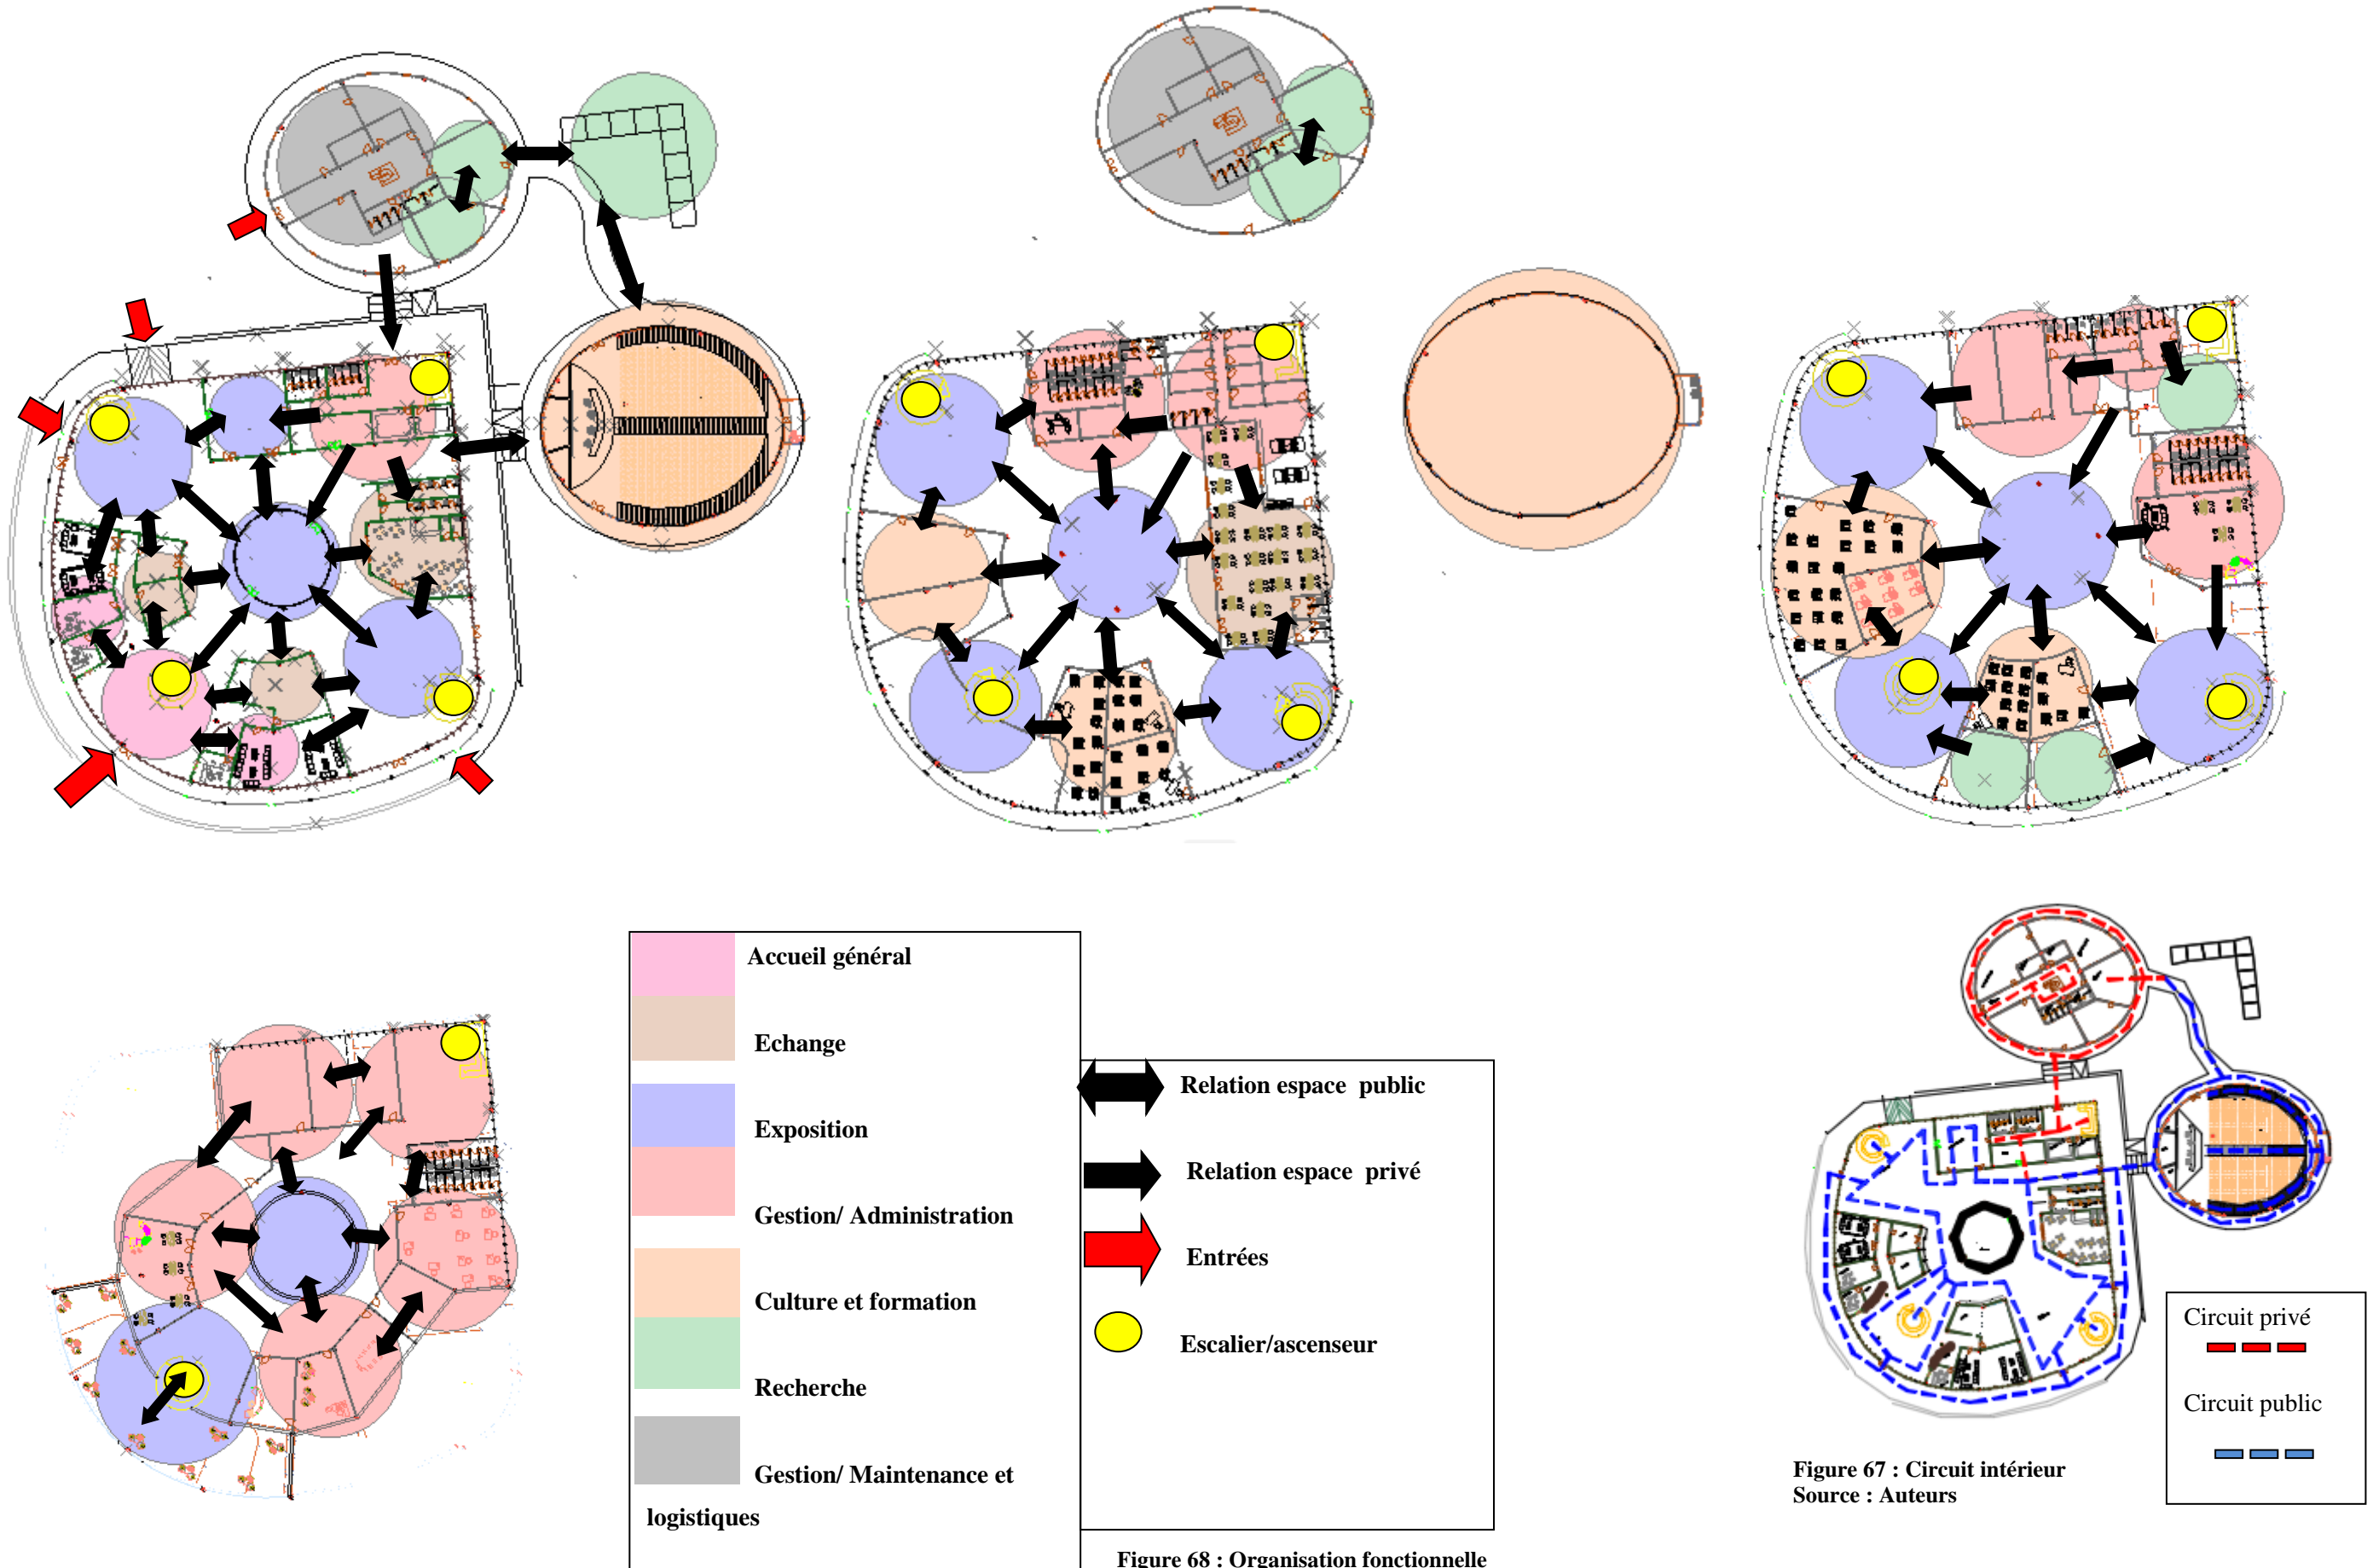 Accueil général
Echange
Exposition
Gestion/ Administration
Culture et formation
Recherche
Gestion/ Maintenance et
logistiques
Relation espace public
Relation espace privé
Entrées
Escalier/ascenseur
Figure 68 : Organisation fonctionnelle
Circuit privé
Circuit public
Figure 67 : Circuit intérieur
Source : Auteurs